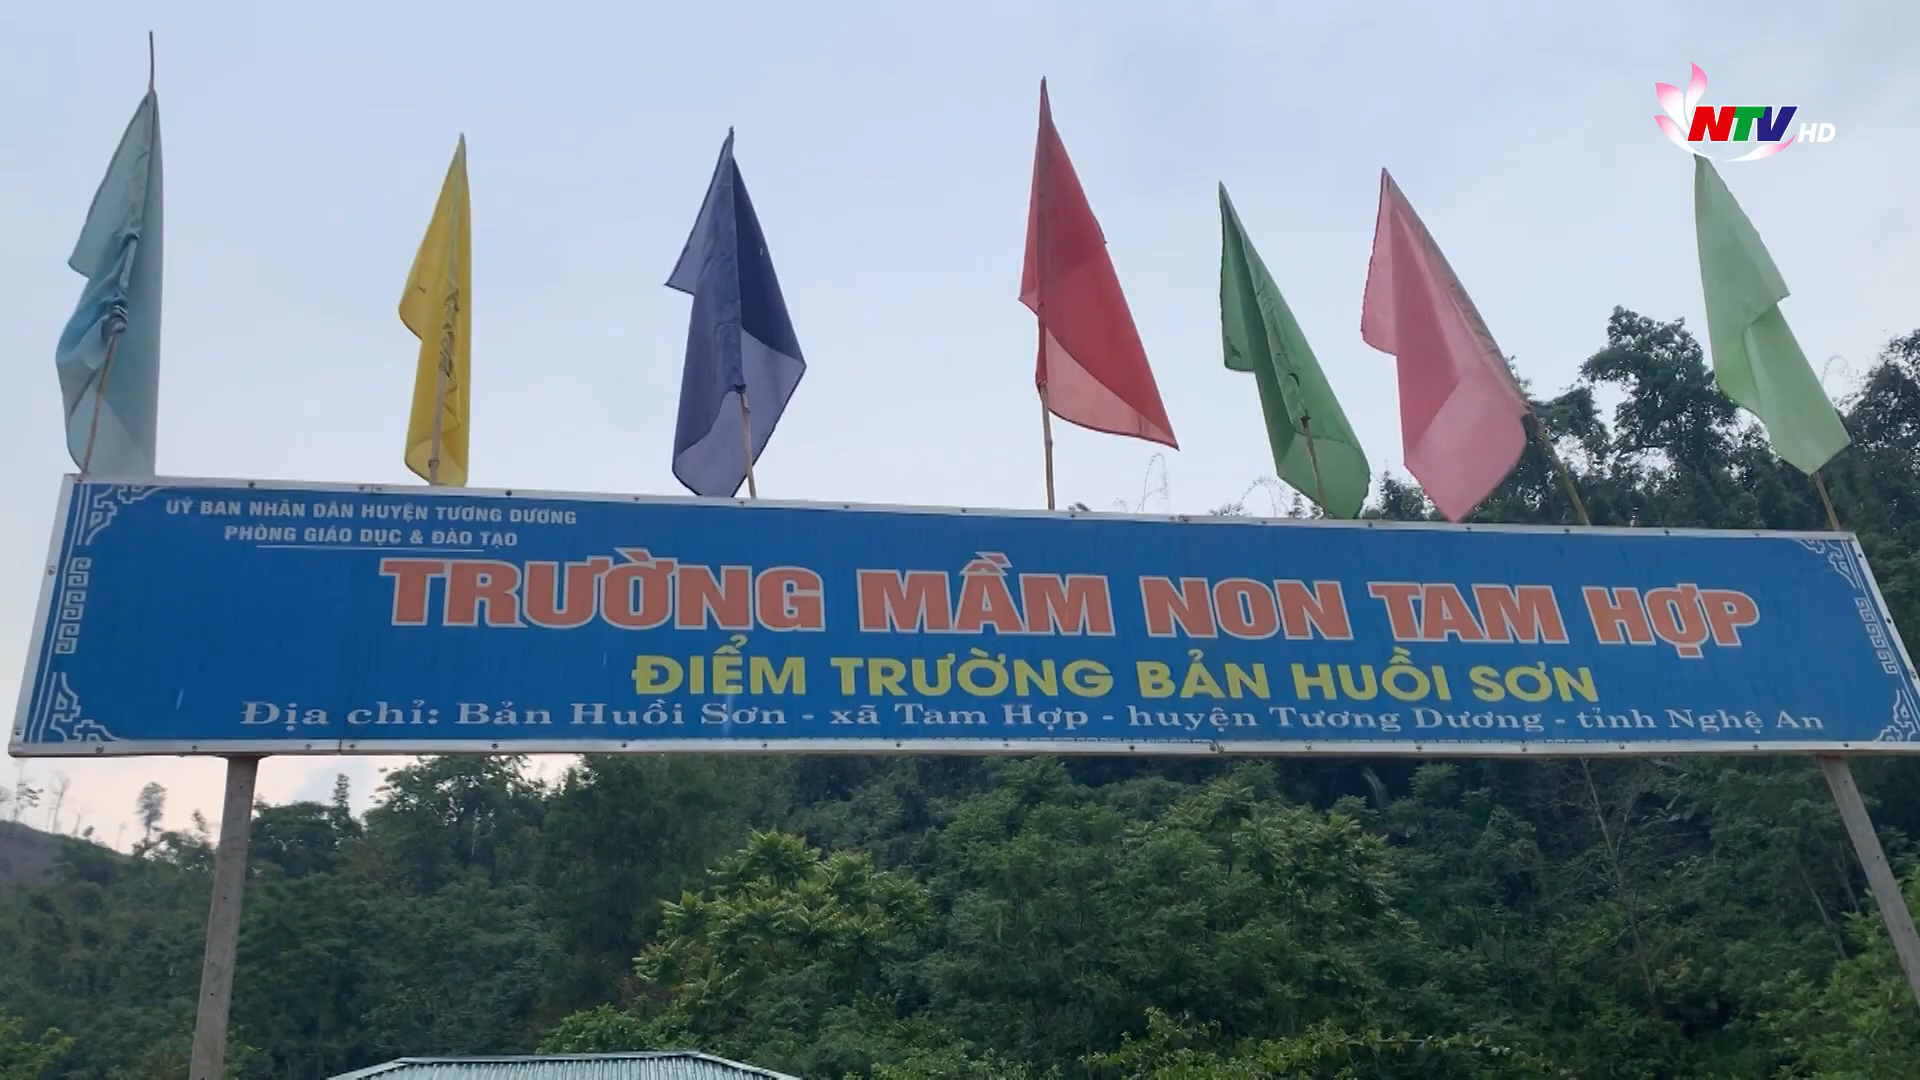 NTV HD
UỶ BAN NHÂN DÂN HUYỆN TƯƠNG DƯƠNG
PHÒNG GIÁO DỤC & ĐÀO TẠO
TRƯỜNG MẦM NON TAM HỢP
ĐIỂM TRƯỜNG BẢN HUỒI SƠN
Địa chỉ: Bản Huồi Sơn - xã Tam Hợp - huyện Tương Dương - tỉnh Nghệ An